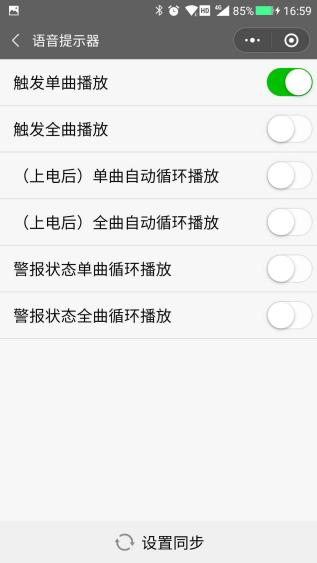 HD 4G 85% 16:59
语音提示器
触发单曲播放
触发全曲播放
（上电后）单曲自动循环播放
（上电后）全曲自动循环播放
警报状态单曲循环播放
警报状态全曲循环播放
设置同步